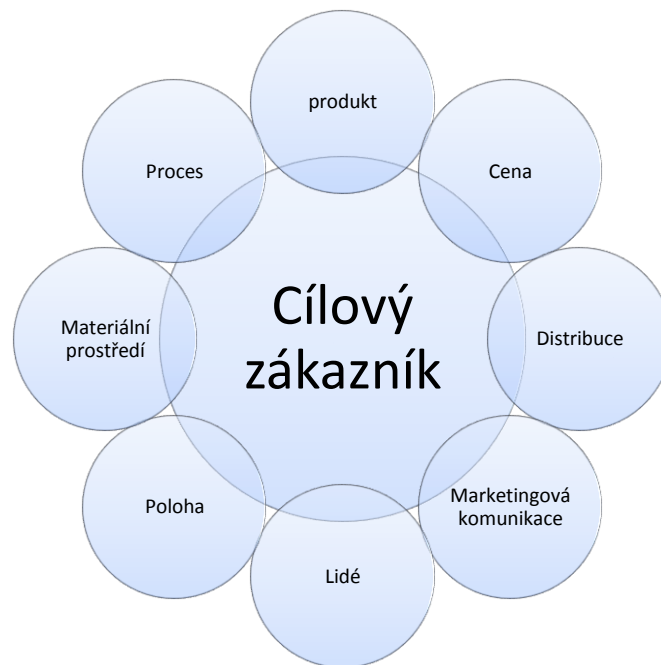 produkt
Cena
Distribuce
Marketingová
komunikace
Lidé
Poloha
Materiální
prostředí
Proces
Cílový
zákazník